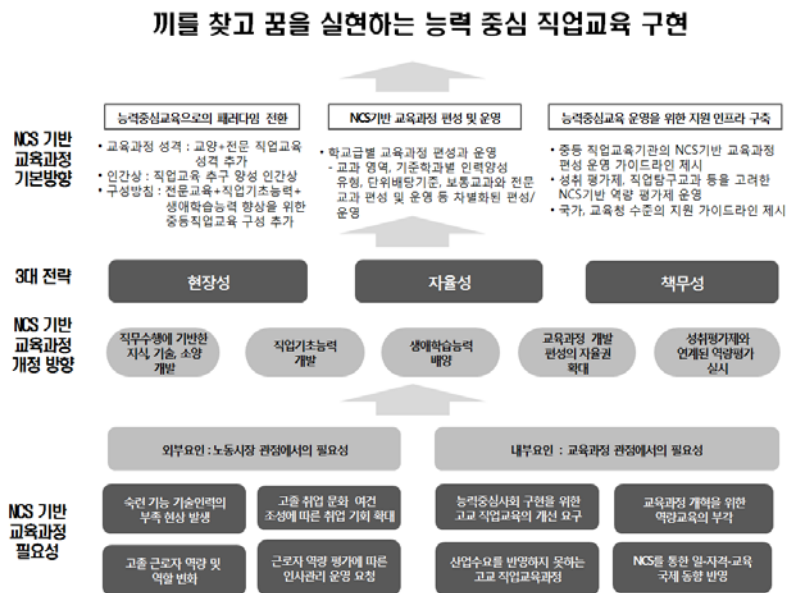 끼를 찾고 꿈을 실현하는 능력 중심 직업교육 구현
NCS 기반
교육과정
기본방향
능력중심교육으로의 패러다임 전환
• 교육과정 성격 : 교양+전문 직업교육
성격 추가
• 인간상 : 직업교육 추구 양성 인간상
• 구성방침 : 전문교육+직업기초능력+
생애학습능력 향상을 위한
중등직업교육 구성 추가
NCS기반 교육과정 편성 및 운영
• 학교급별 교육과정 편성과 운영
- 교과 영역, 기준학과별 인력양성
유형, 단위배당기준, 보통교과와 전문
교과 편성 및 운영 등 차별화된 편성/
운영
능력중심교육 운영을 위한 지원 인프라 구축
• 중등 직업교육기관의 NCS기반 교육과정
편성 운영 가이드라인 제시
• 성취 평가제, 직업탐구교과 등을 고려한
NCS기반 역량 평가제 운영
• 국가, 교육청 수준의 지원 가이드라인 제시
3대 전략
현장성
자율성
책무성
NCS 기반
교육과정
개정 방향
직무수행에 기반한
지식, 기술, 소양
개발
직업기초능력
개발
생애학습능력
배양
교육과정 개발
편성의 자율권
확대
성취평가제와
연계된 역량평가
실시
NCS 기반
교육과정
필요성
외부요인 : 노동시장 관점에서의 필요성
내부요인 : 교육과정 관점에서의 필요성
숙련 기능 기술인력의
부족 현상 발생
고졸 취업 문화 여건
조성에 따른 취업 기회 확대
능력중심사회 구현을 위한
고교 직업교육의 개선 요구
교육과정 개혁을 위한
역량교육의 부각
고졸 근로자 역량 및
역할 변화
근로자 역량 평가에 따른
인사관리 운영 요청
산업수요를 반영하지 못하는
고교 직업교육과정
NCS를 통한 일-자격-교육
국제 동향 반영